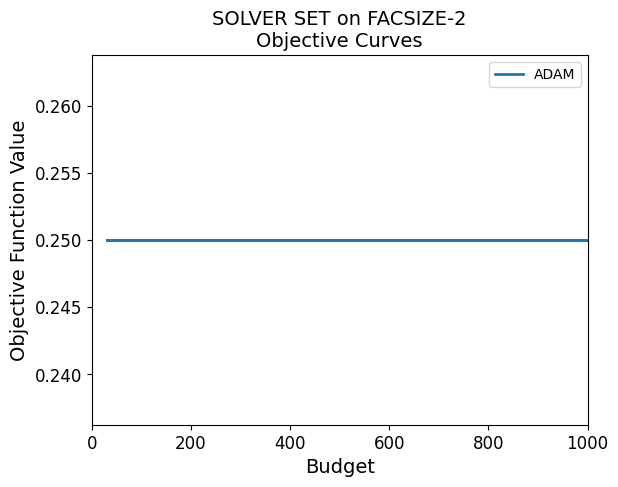 SOLVER SET on FACSIZE-2
Objective Curves
ADAM
Objective Function Value
0.260
0.255
0.250
0.245
0.240
0
200
400
600
800
1000
Budget